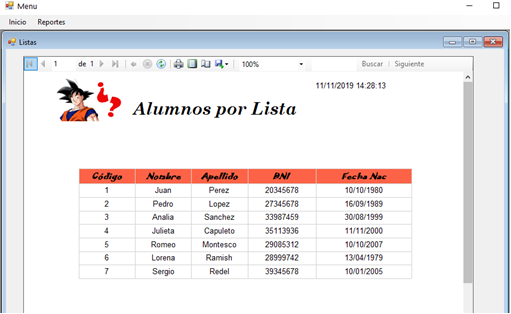 Menu
Inicio Reportes
Listas
1 de 1 100% Buscar | Siguiente
11/11/2019 14:28:13
¿?
Alumnos por Lista
Código Nombre Apellido DNI Fecha Nac
1 Juan Perez 20345678 10/10/1980
2 Pedro Lopez 27345678 16/09/1989
3 Analia Sanchez 33987459 30/08/1999
4 Julieta Capuleto 35113936 11/11/2000
5 Romeo Montesco 29085312 10/10/2007
6 Lorena Ramish 28999742 13/04/1979
7 Sergio Redel 39345678 10/01/2005